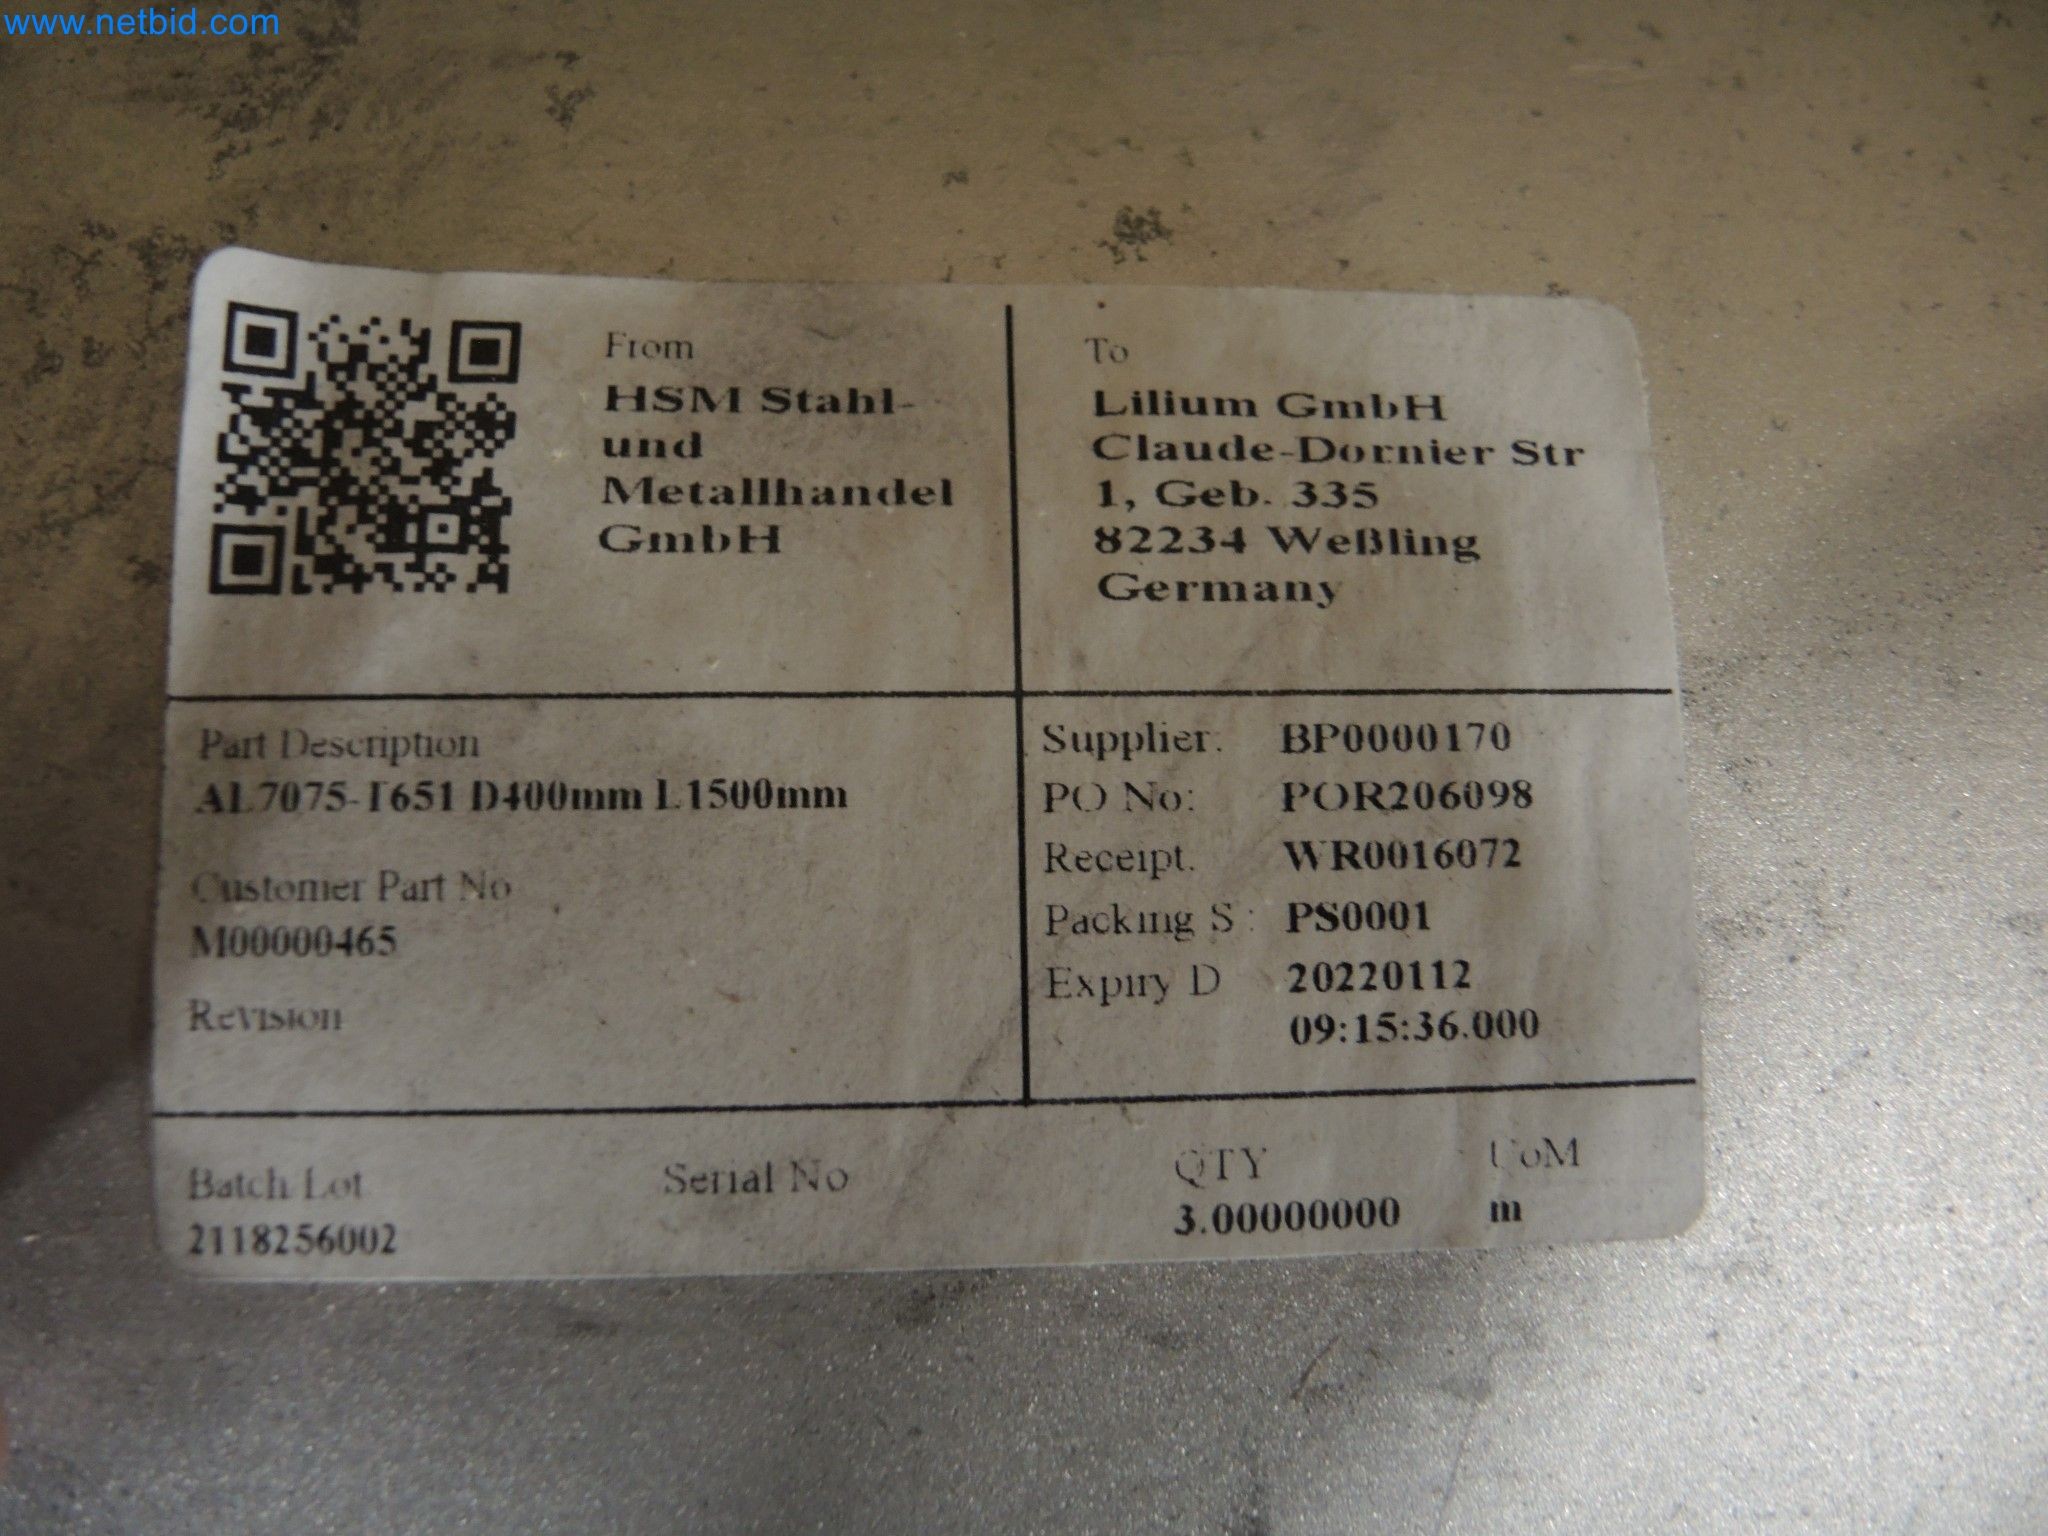 www.netbid.com
From
HSM Stahl-
und
Metallhandel
GmbH
To
Lilium GmbH
Claude-Dornier Str
1, Geb. 335
82234 Weßling
Germany
Part Description
AL7075-T651 D400mm L1500mm
Customer Part No
M00000465
Revision
Supplier: BP0000170
PO No: POR206098
Receipt. WR0016072
Packing S : PS0001
Expiry D 20220112
09:15:36.000
Batch Lot
2118256002
Serial No
QTY
3.00000000
UoM
m